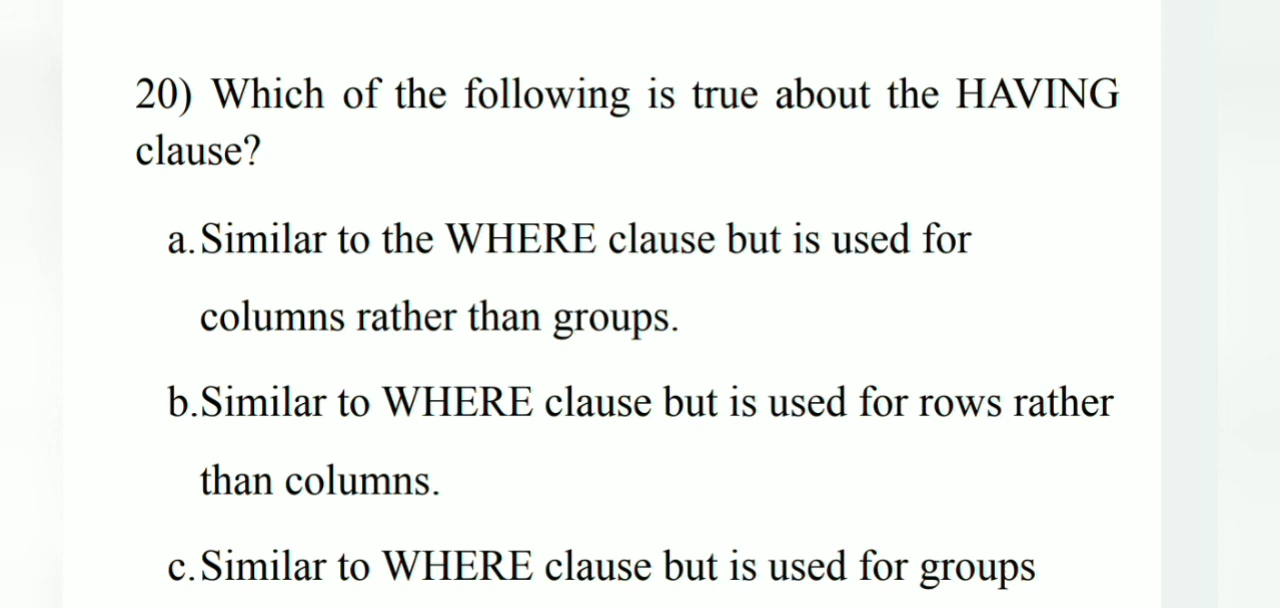 20) Which of the following is true about the HAVING
clause?
a. Similar to the WHERE clause but is used for
columns rather than groups.
b. Similar to WHERE clause but is used for rows rather
than columns.
c. Similar to WHERE clause but is used for groups